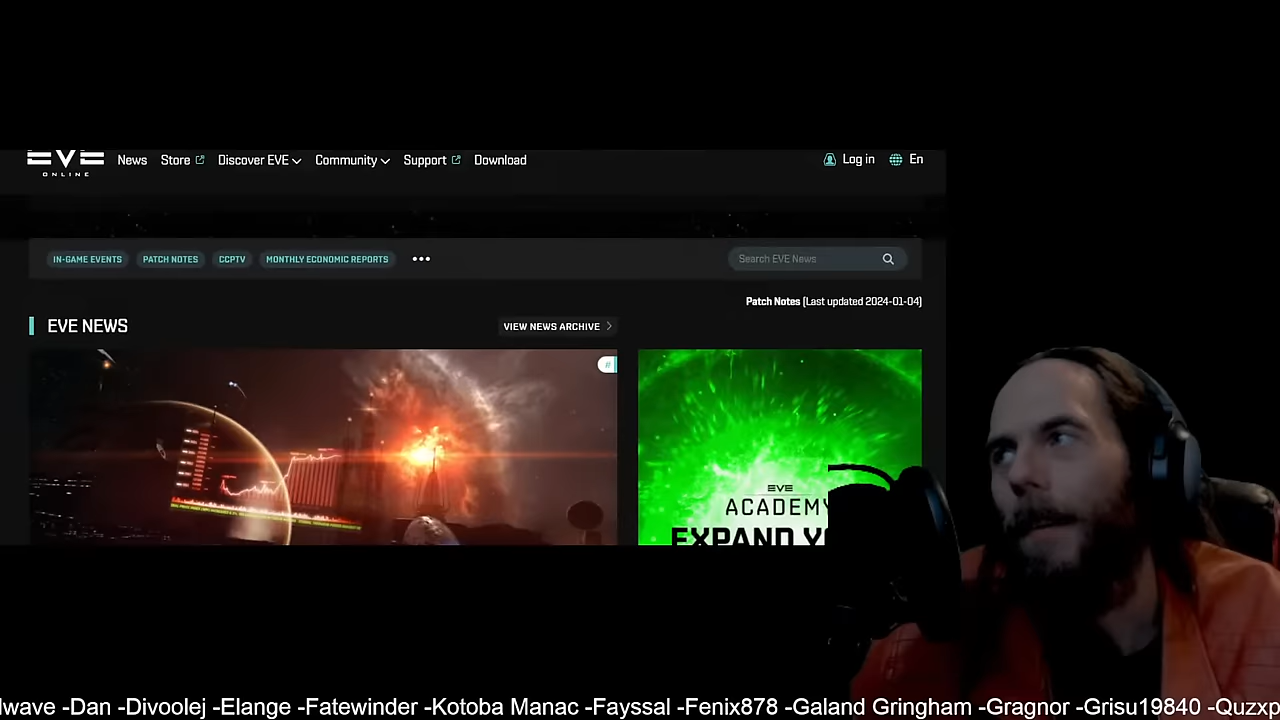 EVE
ONLINE
News Store Discover EVE Community Support Download Log in En
IN-GAME EVENTS PATCH NOTES CCPTV MONTHLY ECONOMIC REPORTS ••• Search EVE News
Patch Notes (Last updated 2024-01-04)
EVE NEWS VIEW NEWS ARCHIVE
#
EVE
ACADEMY
EXPAND
-Dan -Divoolej -Elange -Fatewinder -Kotoba Manac -Fayssal -Fenix878 -Galand Gringham -Gragnor -Grisu19840